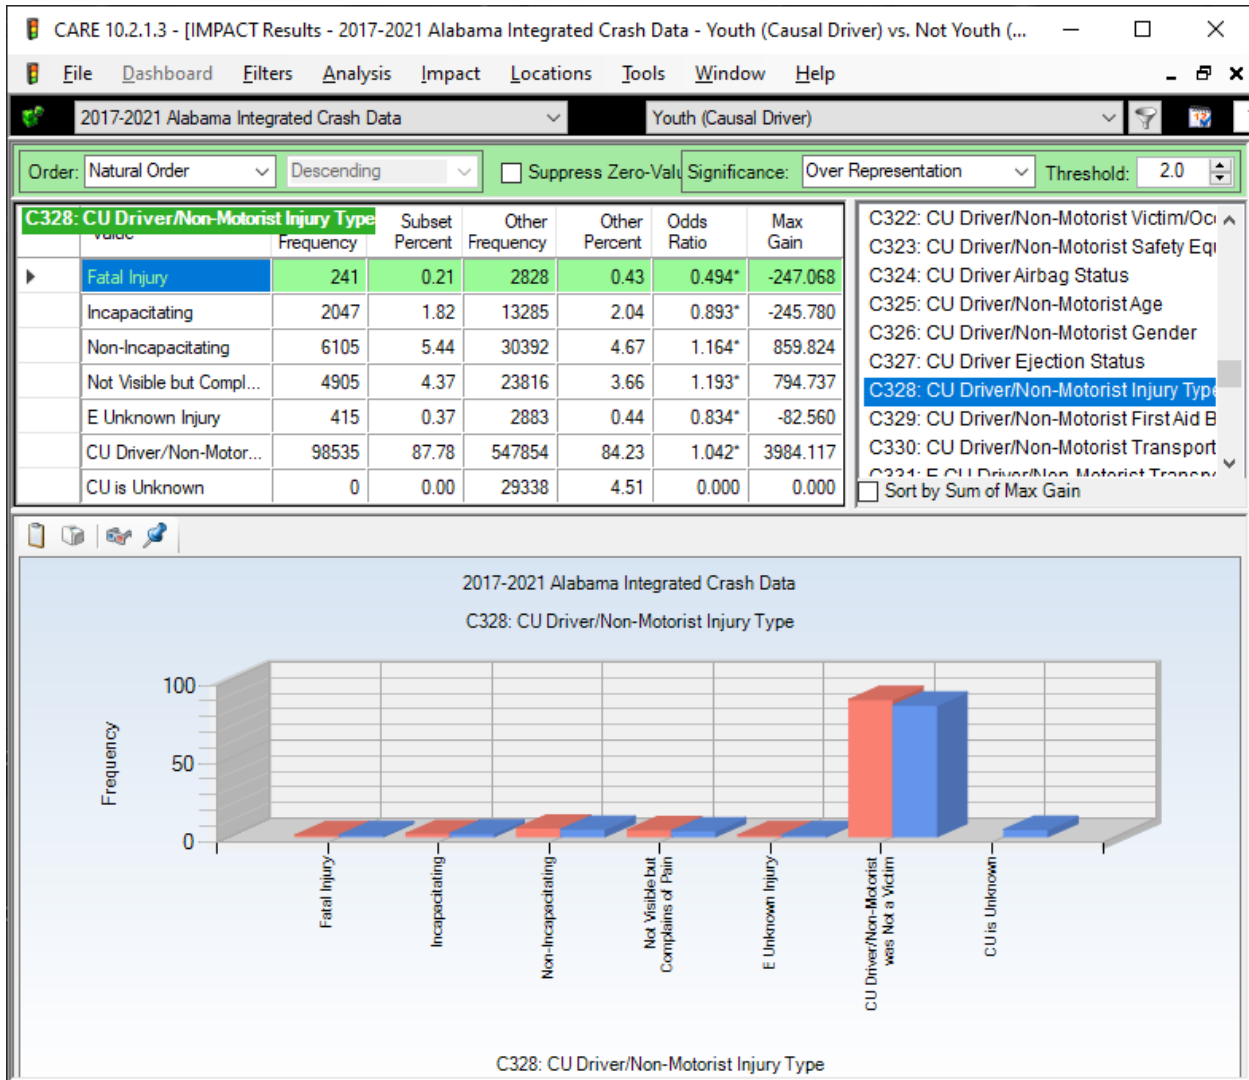 CARE 10.2.1.3 - [IMPACT Results - 2017-2021 Alabama Integrated Crash Data - Youth (Causal Driver) vs. Not Youth (...
File Dashboard Filters Analysis Impact Locations Tools Window Help
2017-2021 Alabama Integrated Crash Data Youth (Causal Driver)
Order: Natural Order Descending Suppress Zero-Valu Significance: Over Representation Threshold: 2.0
C328: CU Driver/Non-Motorist Injury Type Subset Other Other Odds Max
Frequency Percent Frequency Percent Ratio Gain
Fatal Injury 241 0.21 2828 0.43 0.494* -247.068
Incapacitating 2047 1.82 13285 2.04 0.893* -245.780
Non-Incapacitating 6105 5.44 30392 4.67 1.164* 859.824
Not Visible but Compl... 4905 4.37 23816 3.66 1.193* 794.737
E Unknown Injury 415 0.37 2883 0.44 0.834* -82.560
CU Driver/Non-Motor... 98535 87.78 547854 84.23 1.042* 3984.117
CU is Unknown 0 0.00 29338 4.51 0.000 0.000
C322: CU Driver/Non-Motorist Victim/Occ
C323: CU Driver/Non-Motorist Safety Equ
C324: CU Driver Airbag Status
C325: CU Driver/Non-Motorist Age
C326: CU Driver/Non-Motorist Gender
C327: CU Driver Ejection Status
C328: CU Driver/Non-Motorist Injury Type
C329: CU Driver/Non-Motorist First Aid B
C330: CU Driver/Non-Motorist Transport
C331: E CU Driver/Non-Motorist Transpo
Sort by Sum of Max Gain
2017-2021 Alabama Integrated Crash Data
C328: CU Driver/Non-Motorist Injury Type
100
50
0
Frequency
Fatal Injury
Incapacitating
Non-Incapacitating
Not Visible but
Complains of Pain
E Unknown Injury
CU Driver/Non-Motorist
was Not a Victim
CU is Unknown
C328: CU Driver/Non-Motorist Injury Type